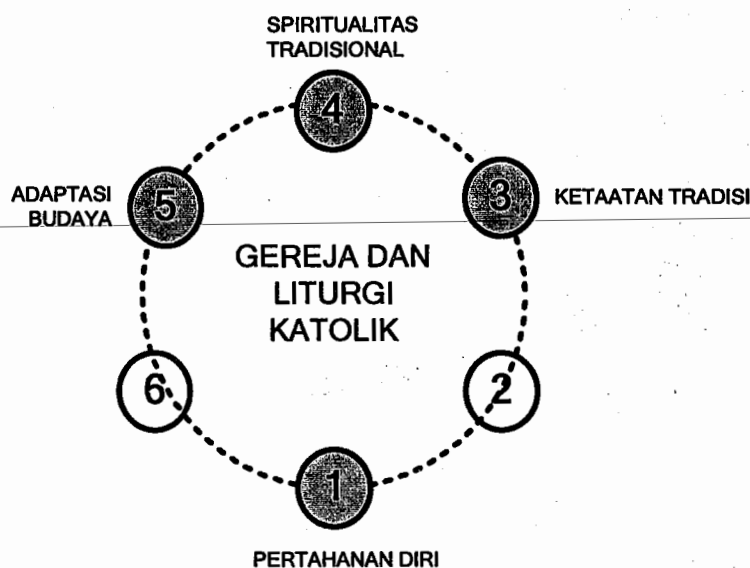 SPIRITUALITAS
TRADISIONAL
4
ADAPTASI
BUDAYA
5
3
KETAATAN TRADISI
GEREJA DAN
LITURGI
KATOLIK
6
2
1
PERTAHANAN DIRI